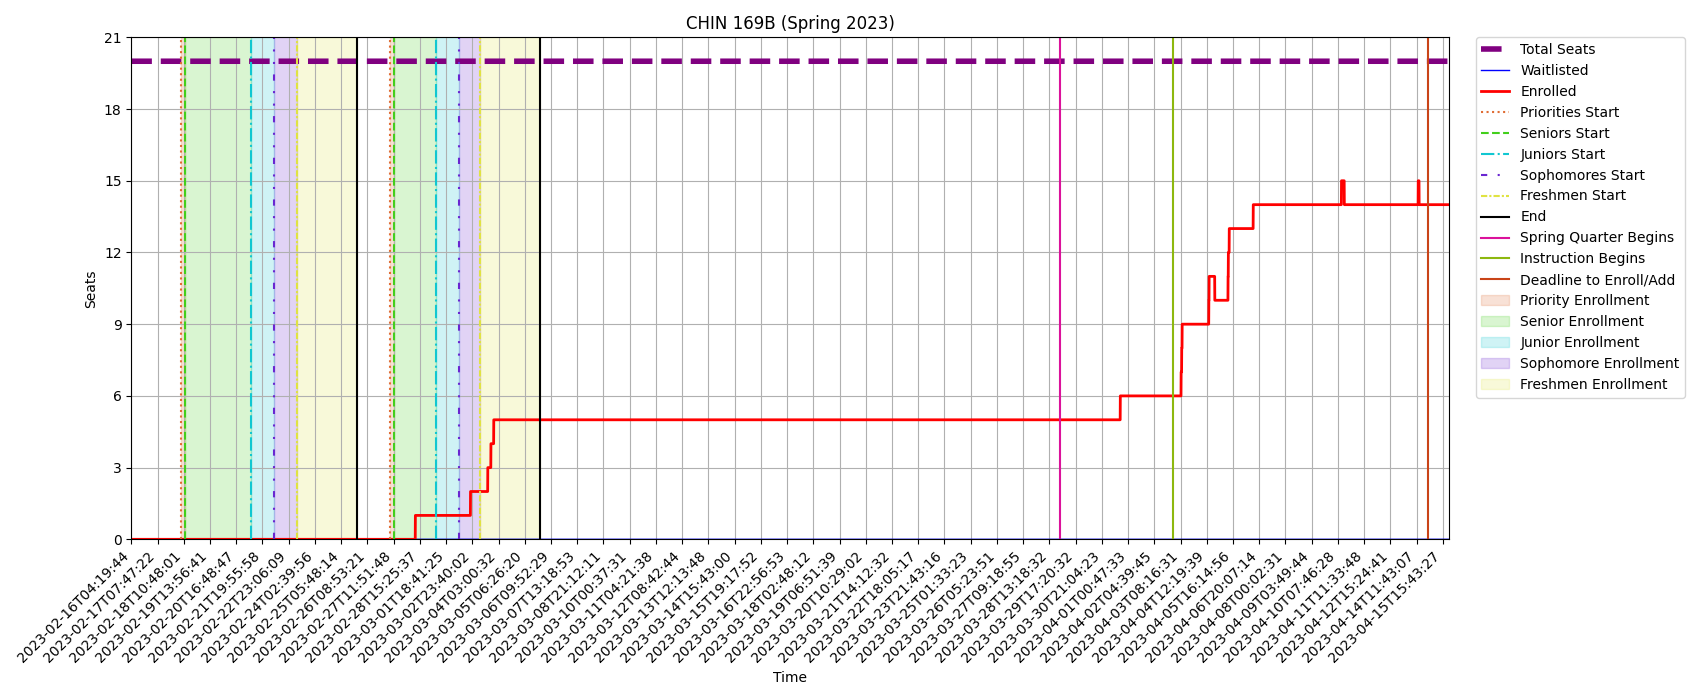 CHIN 169B (Spring 2023)
21
18
15
12
9
6
3
0
Seats
2023-02-16T04:19:44
2023-02-17T07:47:22
2023-02-18T10:48:01
2023-02-19T13:56:41
2023-02-20T16:48:47
2023-02-21T19:55:58
2023-02-22T23:06:09
2023-02-24T02:39:56
2023-02-25T05:48:14
2023-02-26T08:53:21
2023-02-27T11:51:48
2023-02-28T15:25:37
2023-03-01T18:41:25
2023-03-02T23:40:02
2023-03-04T03:00:32
2023-03-05T06:26:20
2023-03-06T09:52:29
2023-03-07T13:18:53
2023-03-08T21:12:11
2023-03-10T00:37:31
2023-03-11T04:21:38
2023-03-12T08:42:44
2023-03-13T12:13:48
2023-03-14T15:43:00
2023-03-15T19:17:52
2023-03-16T22:56:53
2023-03-18T02:48:12
2023-03-19T06:51:39
2023-03-20T10:29:02
2023-03-21T14:12:32
2023-03-22T18:05:17
2023-03-23T21:43:16
2023-03-25T01:33:23
2023-03-26T05:23:51
2023-03-27T09:18:55
2023-03-28T13:18:32
2023-03-29T17:20:32
2023-03-30T21:04:23
2023-04-01T00:47:33
2023-04-02T04:39:45
2023-04-03T08:16:31
2023-04-04T12:19:39
2023-04-05T16:14:56
2023-04-06T20:07:14
2023-04-08T00:02:31
2023-04-09T03:49:44
2023-04-10T07:46:28
2023-04-11T11:33:48
2023-04-12T15:24:41
2023-04-14T11:43:07
2023-04-15T15:43:27
Time
Total Seats
Waitlisted
Enrolled
Priorities Start
Seniors Start
Juniors Start
Sophomores Start
Freshmen Start
End
Spring Quarter Begins
Instruction Begins
Deadline to Enroll/Add
Priority Enrollment
Senior Enrollment
Junior Enrollment
Sophomore Enrollment
Freshmen Enrollment